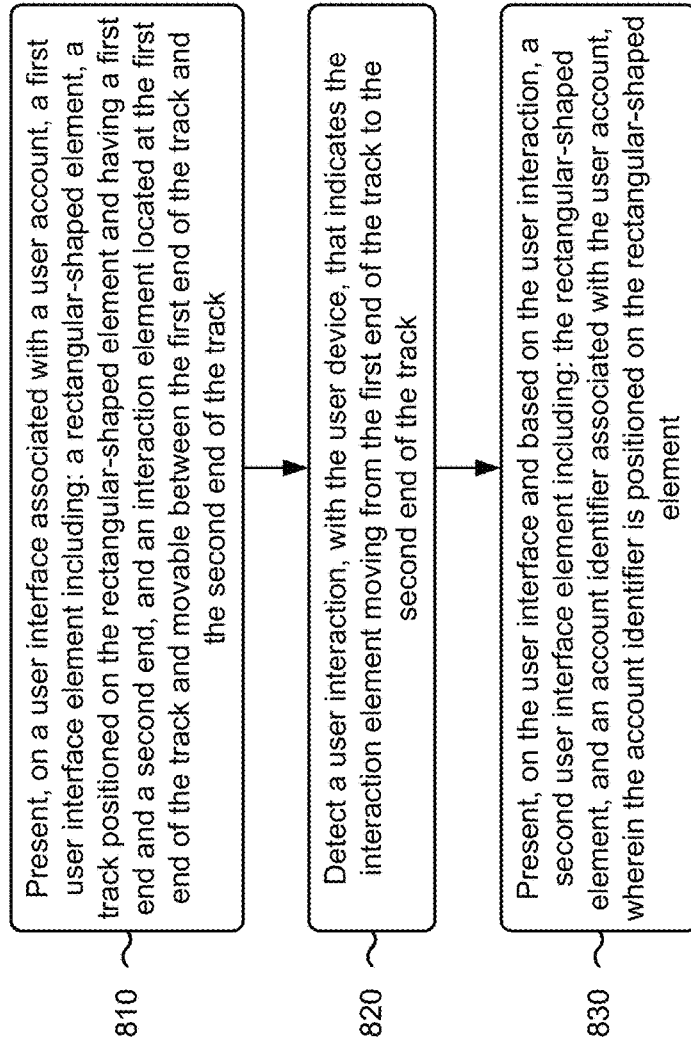 810
Present, on a user interface associated with a user account, a first
user interface element including: a rectangular-shaped element, a
track positioned on the rectangular-shaped element and having a first
end and a second end, and an interaction element located at the first
end of the track and movable between the first end of the track and
the second end of the track
820
Detect a user interaction, with the user device, that indicates the
interaction element moving from the first end of the track to the
second end of the track
830
Present, on the user interface and based on the user interaction, a
second user interface element including: the rectangular-shaped
element, and an account identifier associated with the user account,
wherein the account identifier is positioned on the rectangular-shaped
element